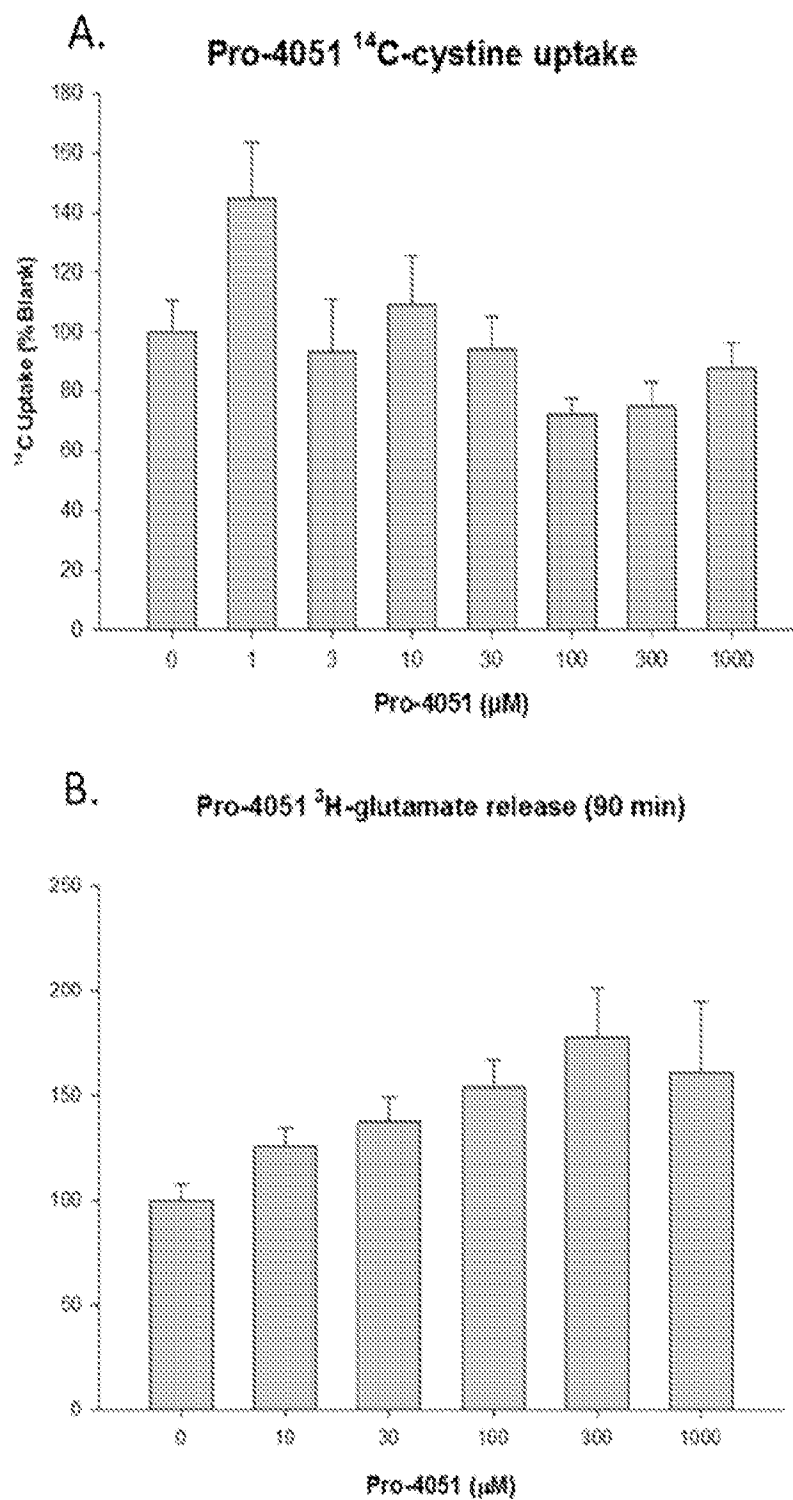 A.
Pro-4051 ¹⁴C-cystine uptake
¹⁴C Uptake (% Blank)
180
160
140
120
100
80
60
40
20
0
0 1 3 10 30 100 300 1000
Pro-4051 (μM)
B.
Pro-4051 ³H-glutamate release (90 min)
250
200
150
100
50
0
0 10 30 100 300 1000
Pro-4051 (μM)